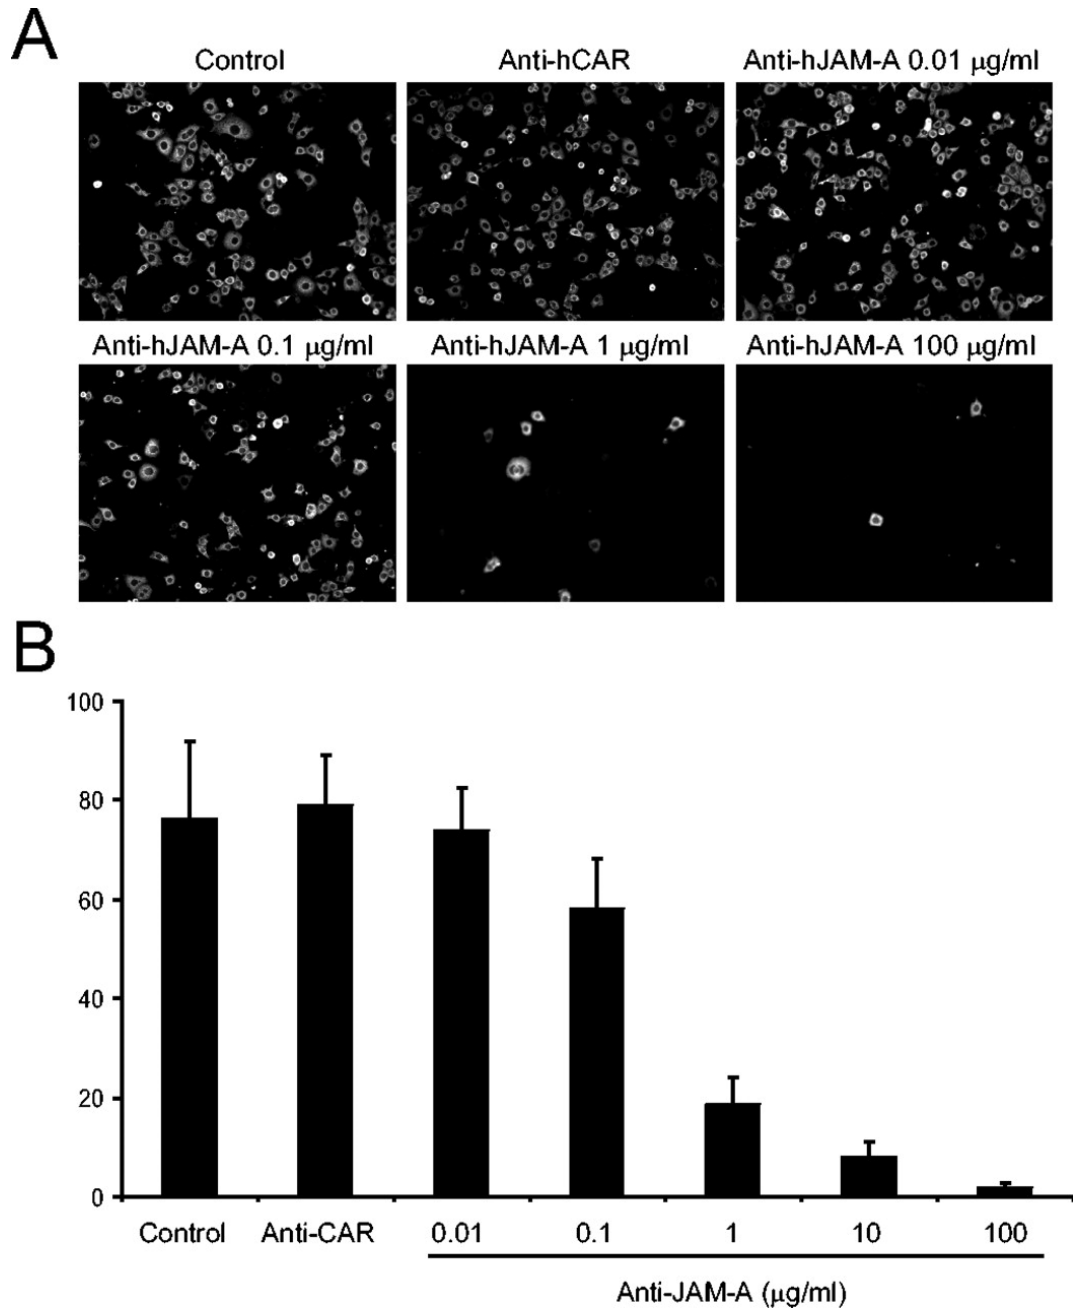 A
Control Anti-hCAR Anti-hJAM-A 0.01 μg/ml
Anti-hJAM-A 0.1 μg/ml Anti-hJAM-A 1 μg/ml Anti-hJAM-A 100 μg/ml
B
100
80
60
40
20
0
Control Anti-CAR 0.01 0.1 1 10 100
Anti-JAM-A (μg/ml)